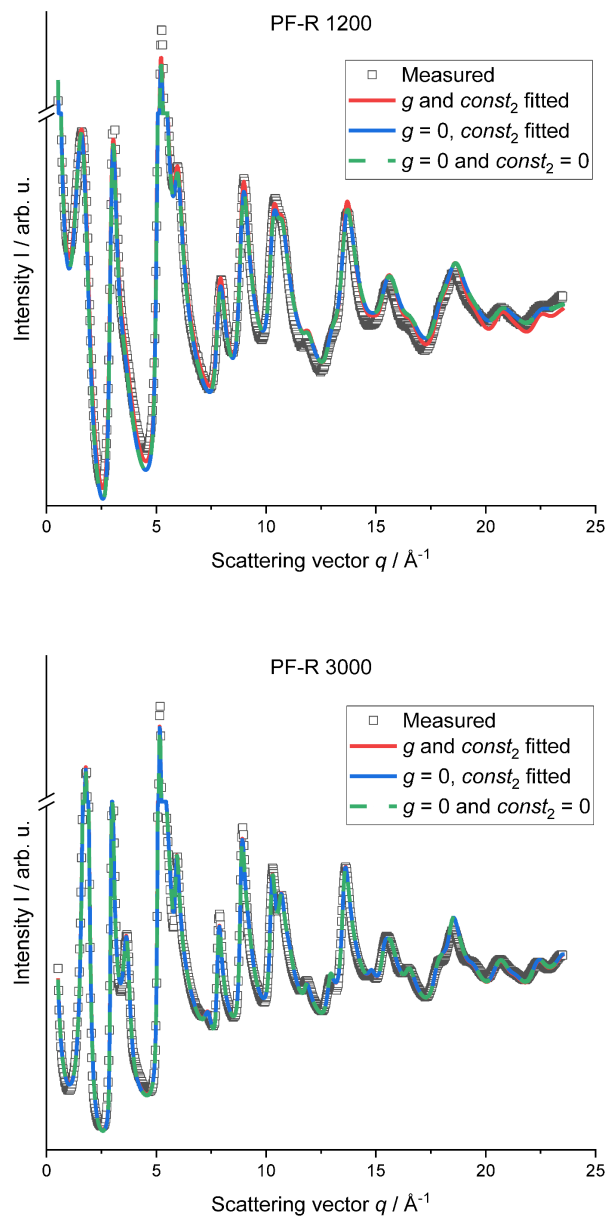 PF-R 1200
Measured
g and const₂ fitted
g = 0, const₂ fitted
g = 0 and const₂ = 0
Intensity I / arb. u.
0 5 10 15 20 25
Scattering vector q / Å⁻¹
PF-R 3000
Measured
g and const₂ fitted
g = 0, const₂ fitted
g = 0 and const₂ = 0
Intensity I / arb. u.
0 5 10 15 20 25
Scattering vector q / Å⁻¹